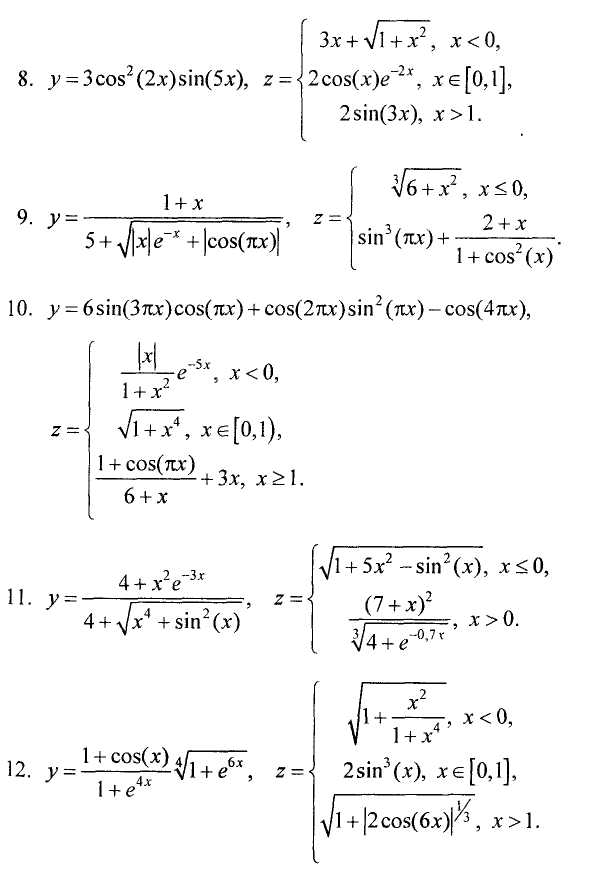 8. y = 3cos²(2x)sin(5x), z = { 3x + √(1 + x²), x < 0,
2cos(x)e^(−2x), x ∈ [0,1],
2sin(3x), x > 1.
9. y = (1 + x)/(5 + √(|x|e^(−x) + |cos(πx)|)), z = { ∛(6 + x²), x ≤ 0,
sin³(πx) + (2 + x)/(1 + cos²(x)).
10. y = 6sin(3πx)cos(πx) + cos(2πx)sin²(πx) − cos(4πx),
z = { |x|/(1 + x²) e^(−5x), x < 0,
√(1 + x⁴), x ∈ [0,1),
(1 + cos(πx))/(6 + x) + 3x, x ≥ 1.
11. y = (4 + x²e^(−3x))/(4 + √(x⁴ + sin²(x))), z = { √(1 + 5x² − sin²(x)), x ≤ 0,
(7 + x)²/∛(4 + e^(−0,7x)), x > 0.
12. y = (1 + cos(x))/(1 + e^(4x)) ∜(1 + e^(6x)), z = { √(1 + x²/(1 + x⁴)), x < 0,
2sin³(x), x ∈ [0,1],
√(1 + |2cos(6x)|^(1/3)), x > 1.